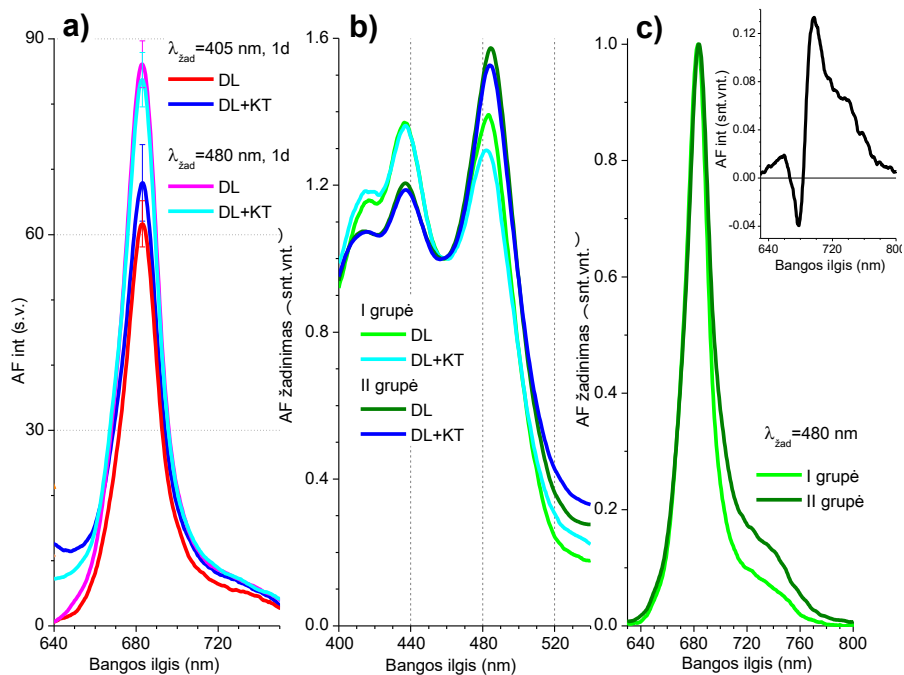 a)
λžad=405 nm, 1d
DL
DL+KT
λžad=480 nm, 1d
DL
DL+KT
AF int (s.v.)
90
60
30
0
640
680
720
Bangos ilgis (nm)
b)
AF žadinimas (snt.vnt.)
1.6
1.2
0.8
0.4
0.0
I grupė
DL
DL+KT
II grupė
DL
DL+KT
400
440
480
520
Bangos ilgis (nm)
c)
AF žadinimas (snt.vnt.)
1.0
0.8
0.6
0.4
0.2
0.0
λžad=480 nm
I grupė
II grupė
640
680
720
760
800
Bangos ilgis (nm)
AF int (snt.vnt.)
0.12
0.08
0.04
0.00
-0.04
640
720
800
Bangos ilgis (nm)